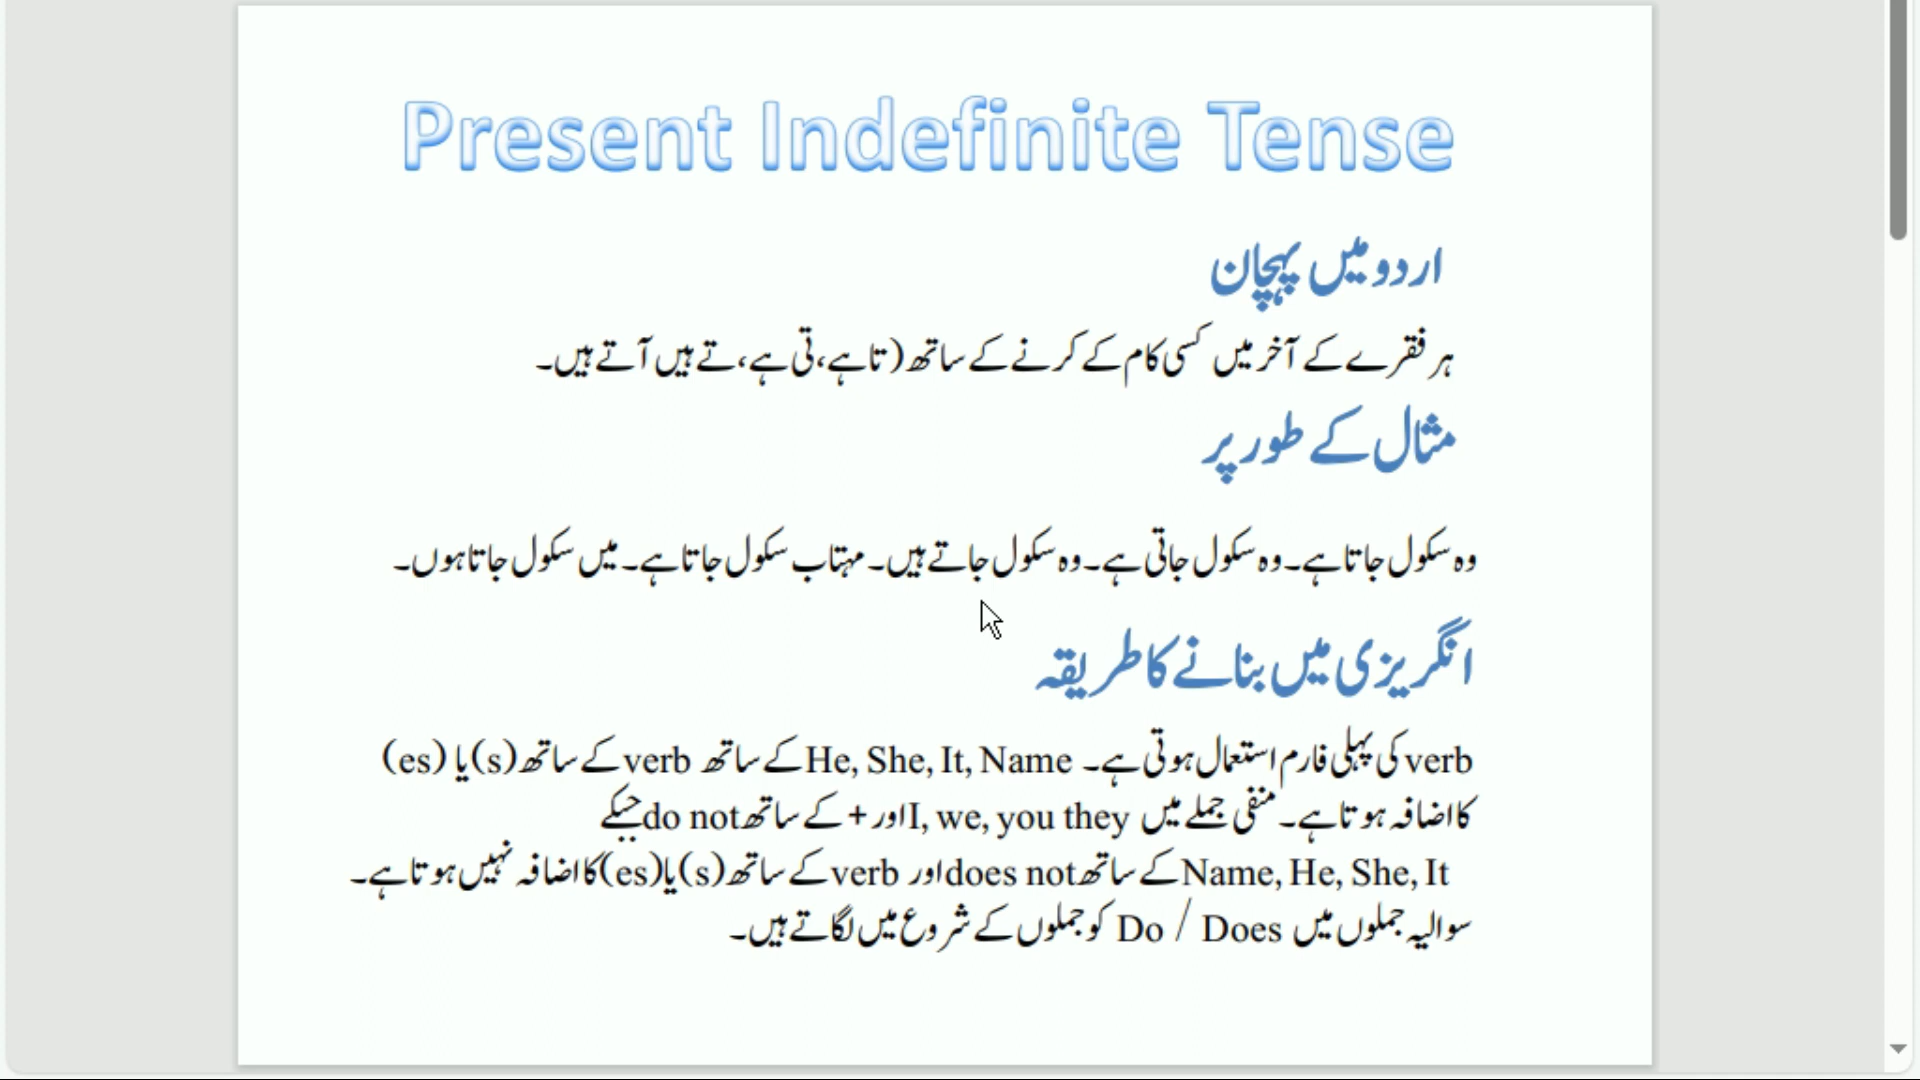 Present Indefinite Tense
اردو میں پہچان
ہر فقرے کے آخر میں کسی کام کے کرنے کے ساتھ (تا ہے، تی ہے، تے ہیں آتے ہیں۔
مثال کے طور پر
وہ سکول جاتا ہے۔ وہ سکول جاتی ہے۔ وہ سکول جاتے ہیں۔ مہتاب سکول جاتا ہے۔ میں سکول جاتا ہوں۔
انگریزی میں بنانے کا طریقہ
verb کی پہلی فارم استعمال ہوتی ہے۔ He, She, It, Name کے ساتھ verb کے ساتھ (s) یا (es)
کا اضافہ ہوتا ہے۔ منفی جملے میں I, we, you they اور + کے ساتھ do not جبکے
Name, He, She, It کے ساتھ does not اور verb کے ساتھ (s) یا (es) کا اضافہ نہیں ہوتا ہے۔
سوالیہ جملوں میں Do / Does کو جملوں کے شروع میں لگاتے ہیں۔